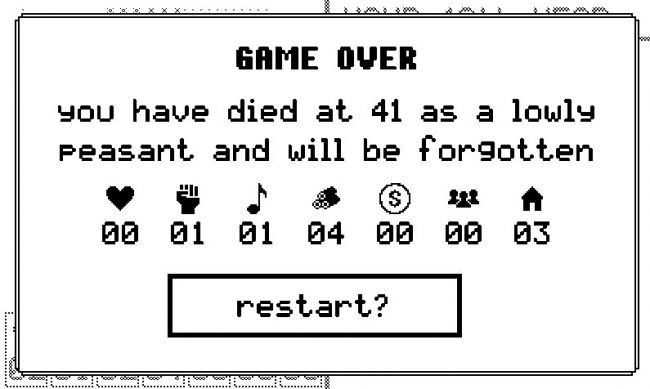 GAME OVER
you have died at 41 as a lowly
peasant and will be forgotten
00 01 01 04 00 00 03
restart?